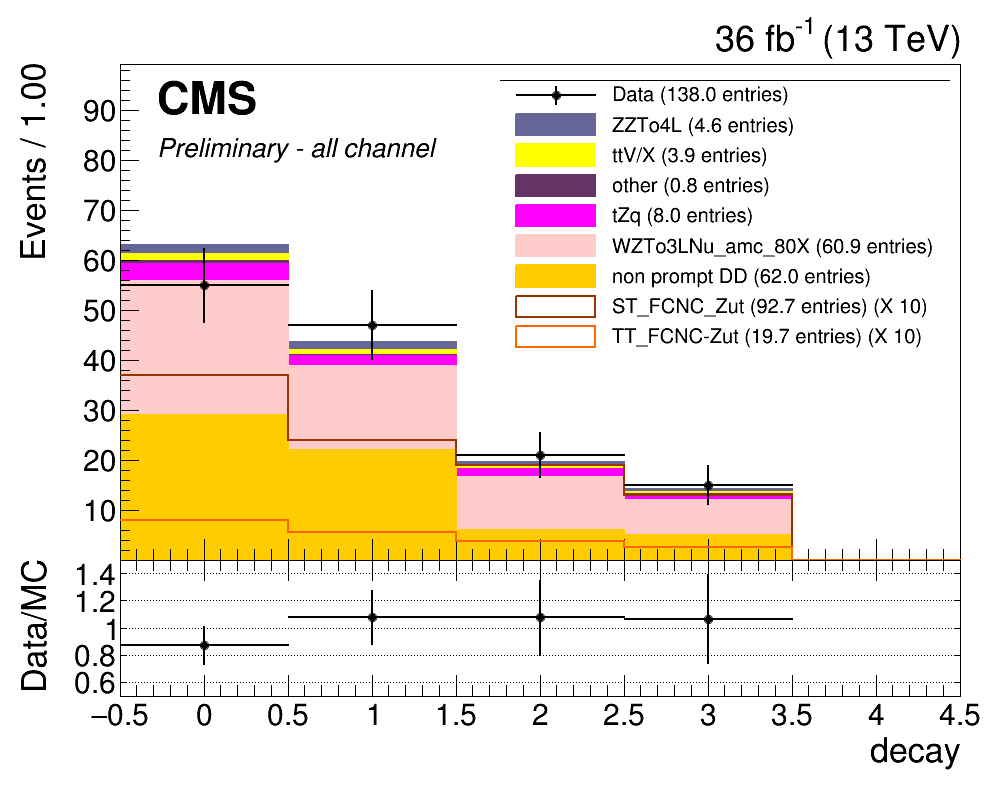 36 fb-1 (13 TeV)
Events / 1.00
CMS
Preliminary - all channel
Data (138.0 entries)
ZZTo4L (4.6 entries)
ttV/X (3.9 entries)
other (0.8 entries)
tZq (8.0 entries)
WZTo3LNu_amc_80X (60.9 entries)
non prompt DD (62.0 entries)
ST_FCNC_Zut (92.7 entries) (X 10)
TT_FCNC-Zut (19.7 entries) (X 10)
90
80
70
60
50
40
30
20
10
Data/MC
1.4
1.2
1
0.8
0.6
−0.5 0 0.5 1 1.5 2 2.5 3 3.5 4 4.5
decay